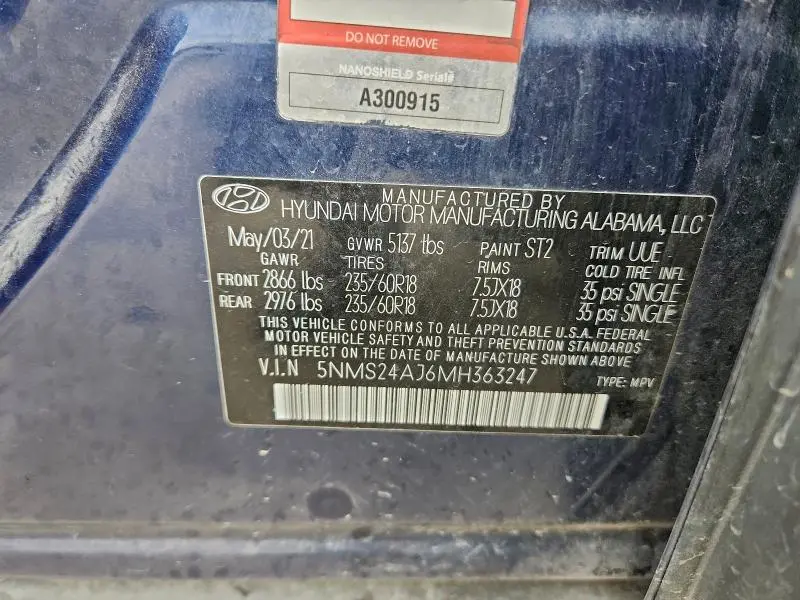 DO NOT REMOVE
NANOSHIELD Serial#
A300915
MANUFACTURED BY
HYUNDAI MOTOR MANUFACTURING ALABAMA, LLC
May/03/21 GVWR 5137 lbs PAINT ST2 TRIM UUE
GAWR TIRES RIMS COLD TIRE INFL
FRONT 2866 lbs 235/60R18 7.5JX18 35 psi SINGLE
REAR 2976 lbs 235/60R18 7.5JX18 35 psi SINGLE
THIS VEHICLE CONFORMS TO ALL APPLICABLE U.S.A. FEDERAL
MOTOR VEHICLE SAFETY AND THEFT PREVENTION STANDARDS
IN EFFECT ON THE DATE OF MANUFACTURE SHOWN ABOVE
V.I.N 5NMS24AJ6MH363247 TYPE: MPV